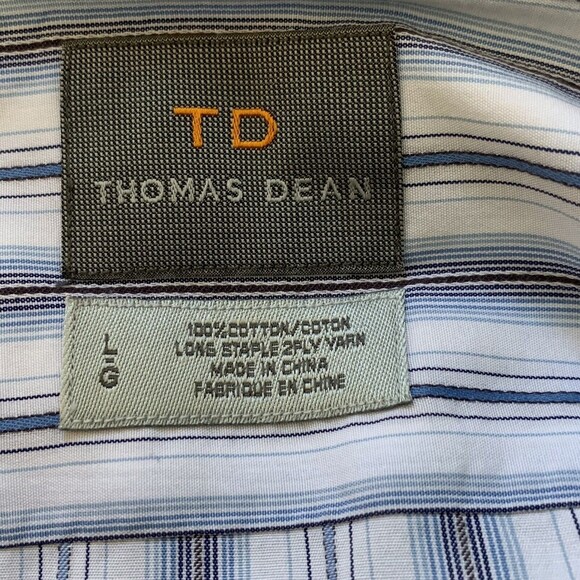 TD
THOMAS DEAN
L
G
100%COTTON/COTON
LONG STAPLE 2PLY YARN
MADE IN CHINA
FABRIQUE EN CHINE